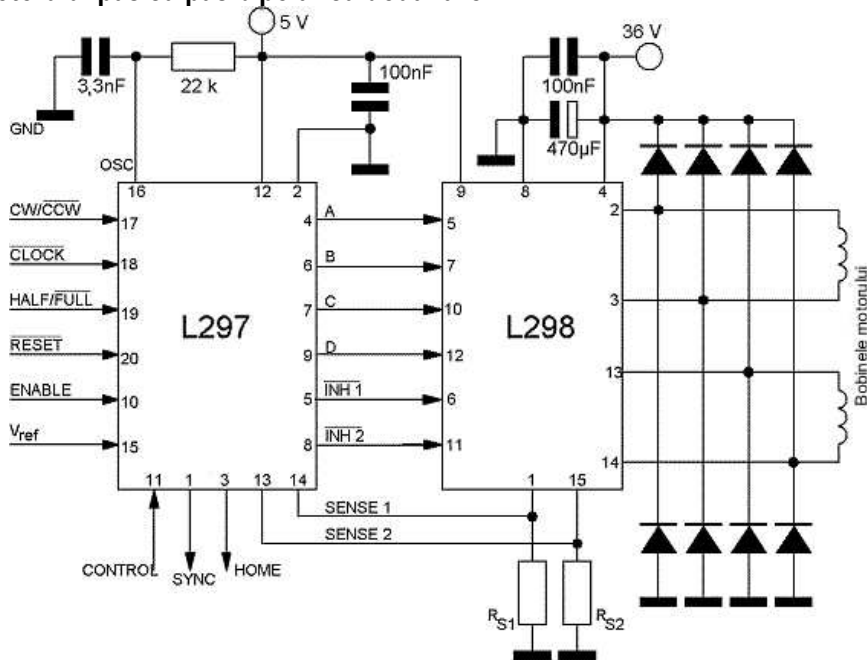 5 V
36 V
3,3nF
22 k
100nF
100nF
470µF
GND
OSC
16
12
2
9
8
4
CW/CCW
17
4
A
5
2
CLOCK
18
6
B
7
HALF/FULL
19
7
C
10
3
L297
L298
RESET
20
9
D
12
13
ENABLE
10
5
INH 1
6
Vref
15
8
INH 2
11
14
Bobinele motorului
11
1
3
13
14
1
15
SENSE 1
SENSE 2
CONTROL
SYNC
HOME
RS1
RS2